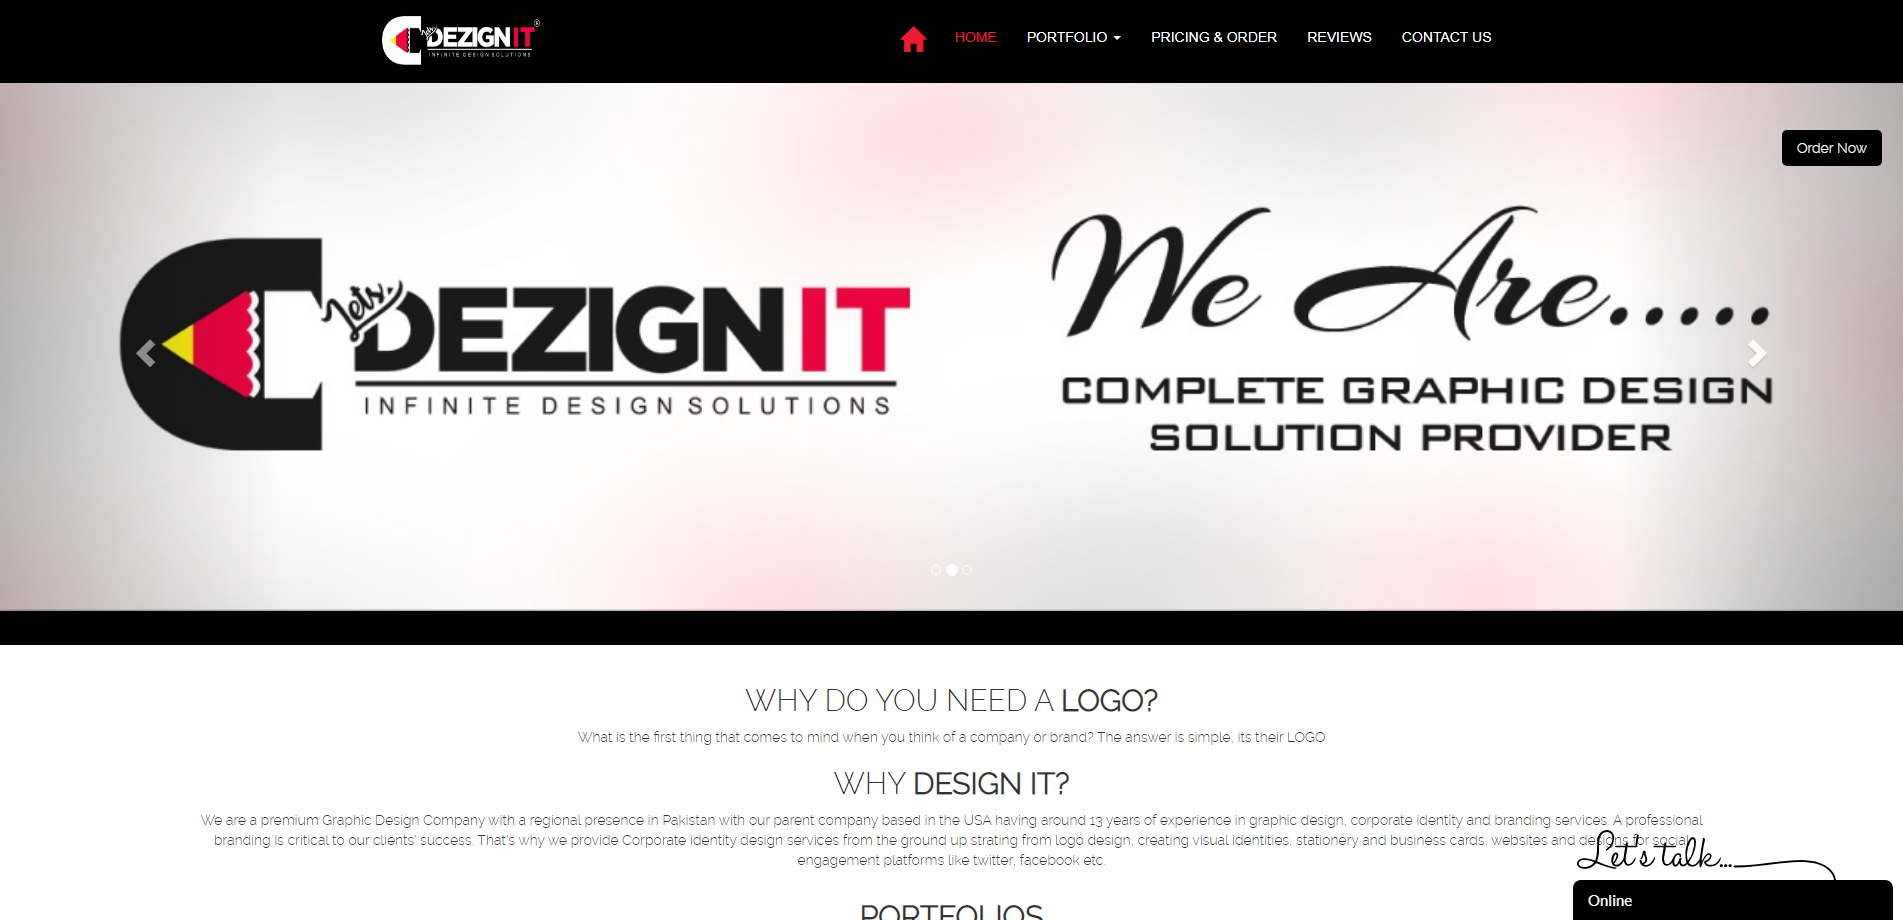 Lets DEZIGNIT ®
INFINITE DESIGN SOLUTIONS
HOME PORTFOLIO PRICING & ORDER REVIEWS CONTACT US
Order Now
Lets DEZIGNIT
INFINITE DESIGN SOLUTIONS
We Are.....
COMPLETE GRAPHIC DESIGN
SOLUTION PROVIDER
WHY DO YOU NEED A LOGO?
What is the first thing that comes to mind when you think of a company or brand? The answer is simple, its their LOGO
WHY DESIGN IT?
We are a premium Graphic Design Company with a regional presence in Pakistan with our parent company based in the USA having around 13 years of experience in graphic design, corporate identity and branding services. A professional
branding is critical to our clients' success. That's why we provide Corporate identity design services from the ground up strating from logo design, creating visual identities, stationery and business cards, websites and designs for social
engagement platforms like twitter, facebook etc.
Let's talk...
Online
PORTFOLIOS